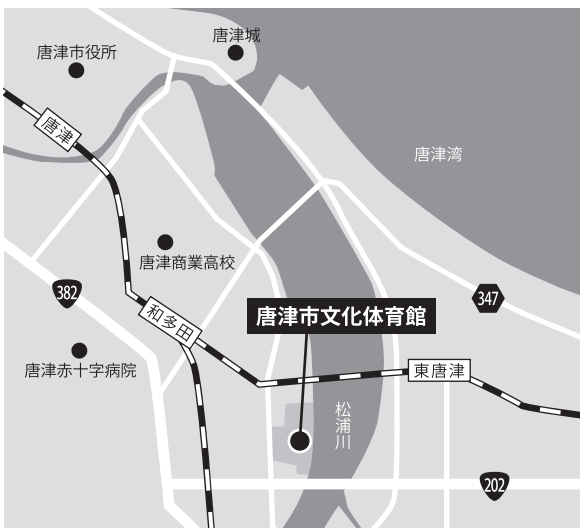 唐津城
唐津市役所
唐津
唐津湾
唐津商業高校
382
347
和多田
唐津市文化体育館
唐津赤十字病院
東唐津
松浦川
202